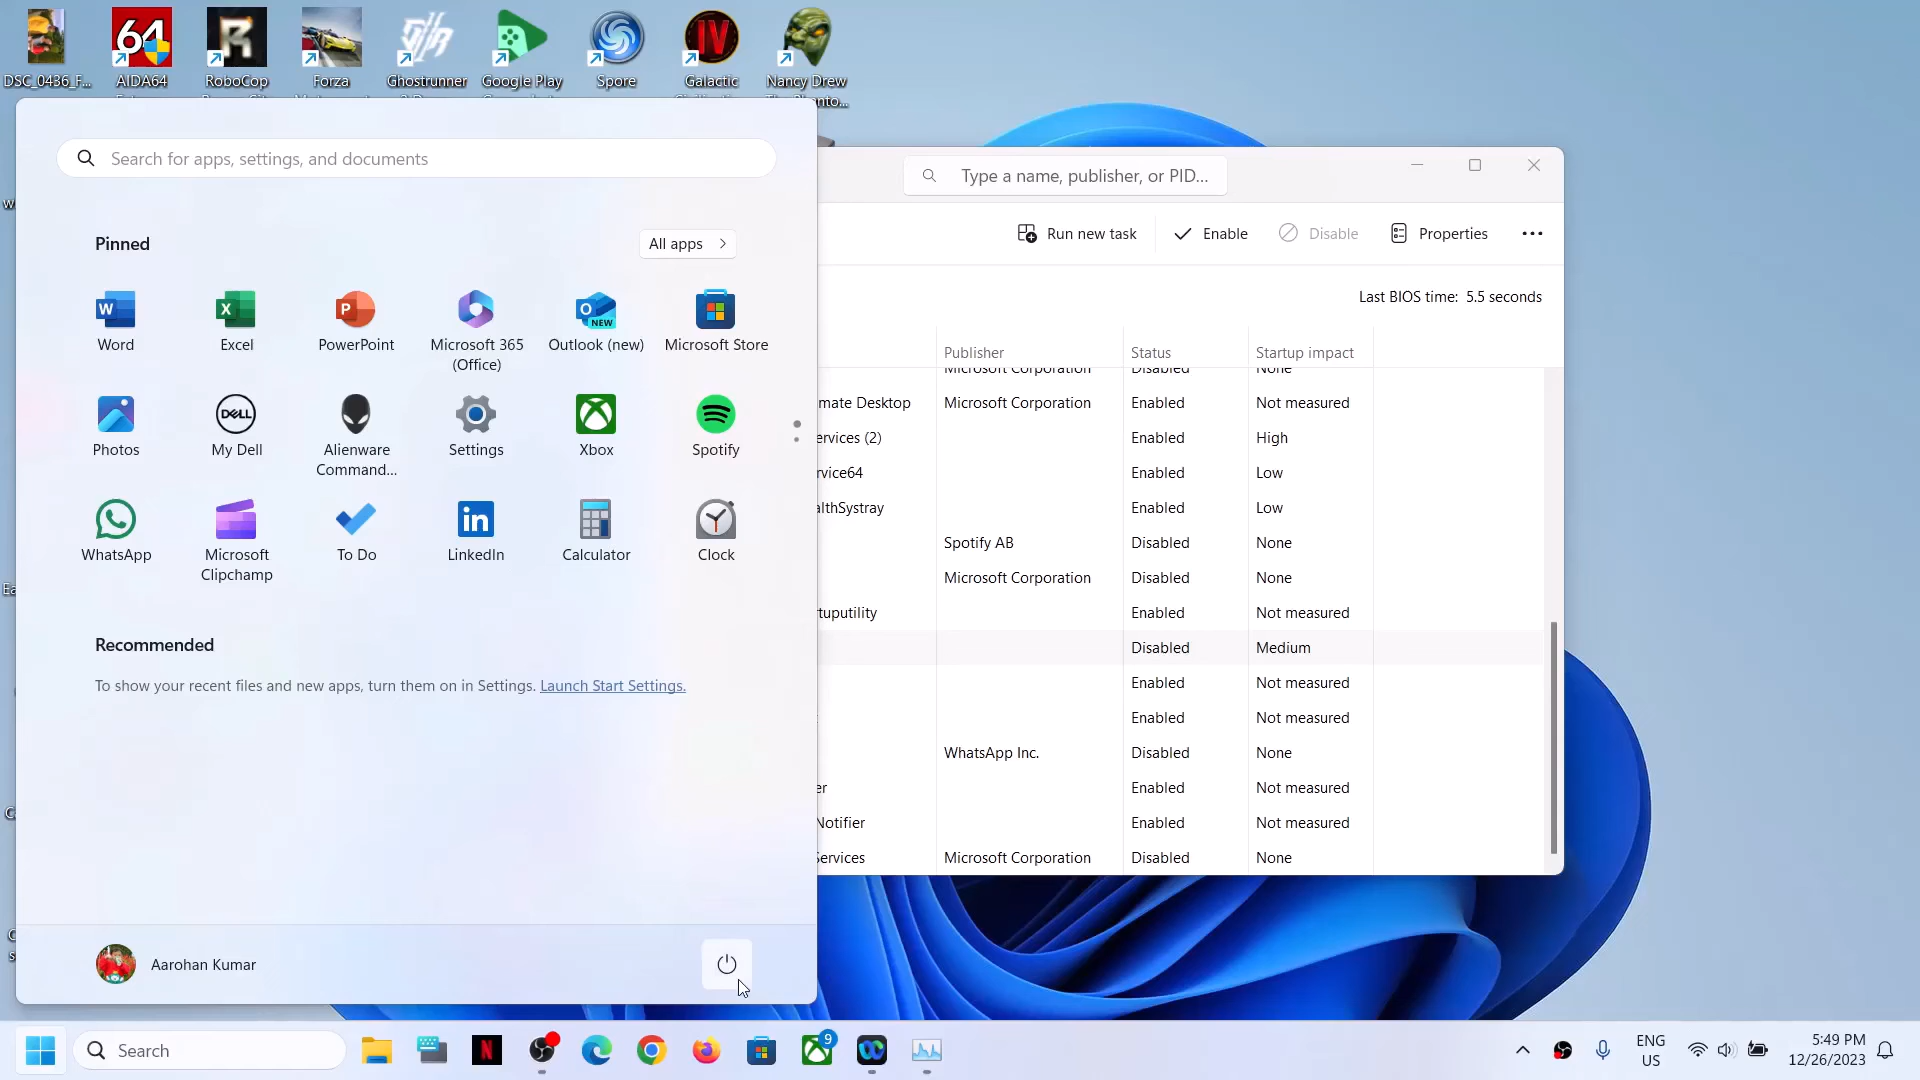 DSC_0436_F...
AIDA64
RoboCop
Forza
Ghostrunner
Google Play
Spore
Galactic
Nancy Drew
Search for apps, settings, and documents
Type a name, publisher, or PID...
Pinned
All apps
Run new task
Enable
Disable
Properties
Last BIOS time: 5.5 seconds
Word
Excel
PowerPoint
Microsoft 365
(Office)
Outlook (new)
Microsoft Store
Photos
My Dell
Alienware
Command...
Settings
Xbox
Spotify
WhatsApp
Microsoft
Clipchamp
To Do
LinkedIn
Calculator
Clock
Recommended
To show your recent files and new apps, turn them on in Settings. Launch Start Settings.
Aarohan Kumar
Publisher Status Startup impact
Microsoft Corporation Disabled None
mate Desktop Microsoft Corporation Enabled Not measured
ervices (2) Enabled High
rvice64 Enabled Low
althSystray Enabled Low
Spotify AB Disabled None
Microsoft Corporation Disabled None
tuputility Enabled Not measured
Disabled Medium
Enabled Not measured
Enabled Not measured
WhatsApp Inc. Disabled None
er Enabled Not measured
Notifier Enabled Not measured
Services Microsoft Corporation Disabled None
Search
9
ENG
US
5:49 PM
12/26/2023